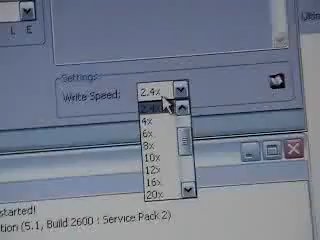 L E
Ultim
Settings:
Write Speed: 2.4x
2.4x
4x
6x
8x
10x
12x
16x
20x
started!
tion (5.1, Build 2600 : Service Pack 2)